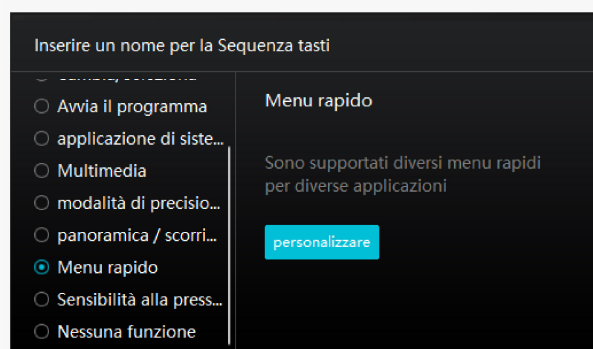 Inserire un nome per la Sequenza tasti
Avvia il programma
applicazione di siste...
Multimedia
modalità di precisio...
panoramica / scorri...
Menu rapido
Sensibilità alla press...
Nessuna funzione
Menu rapido
Sono supportati diversi menu rapidi
per diverse applicazioni
personalizzare